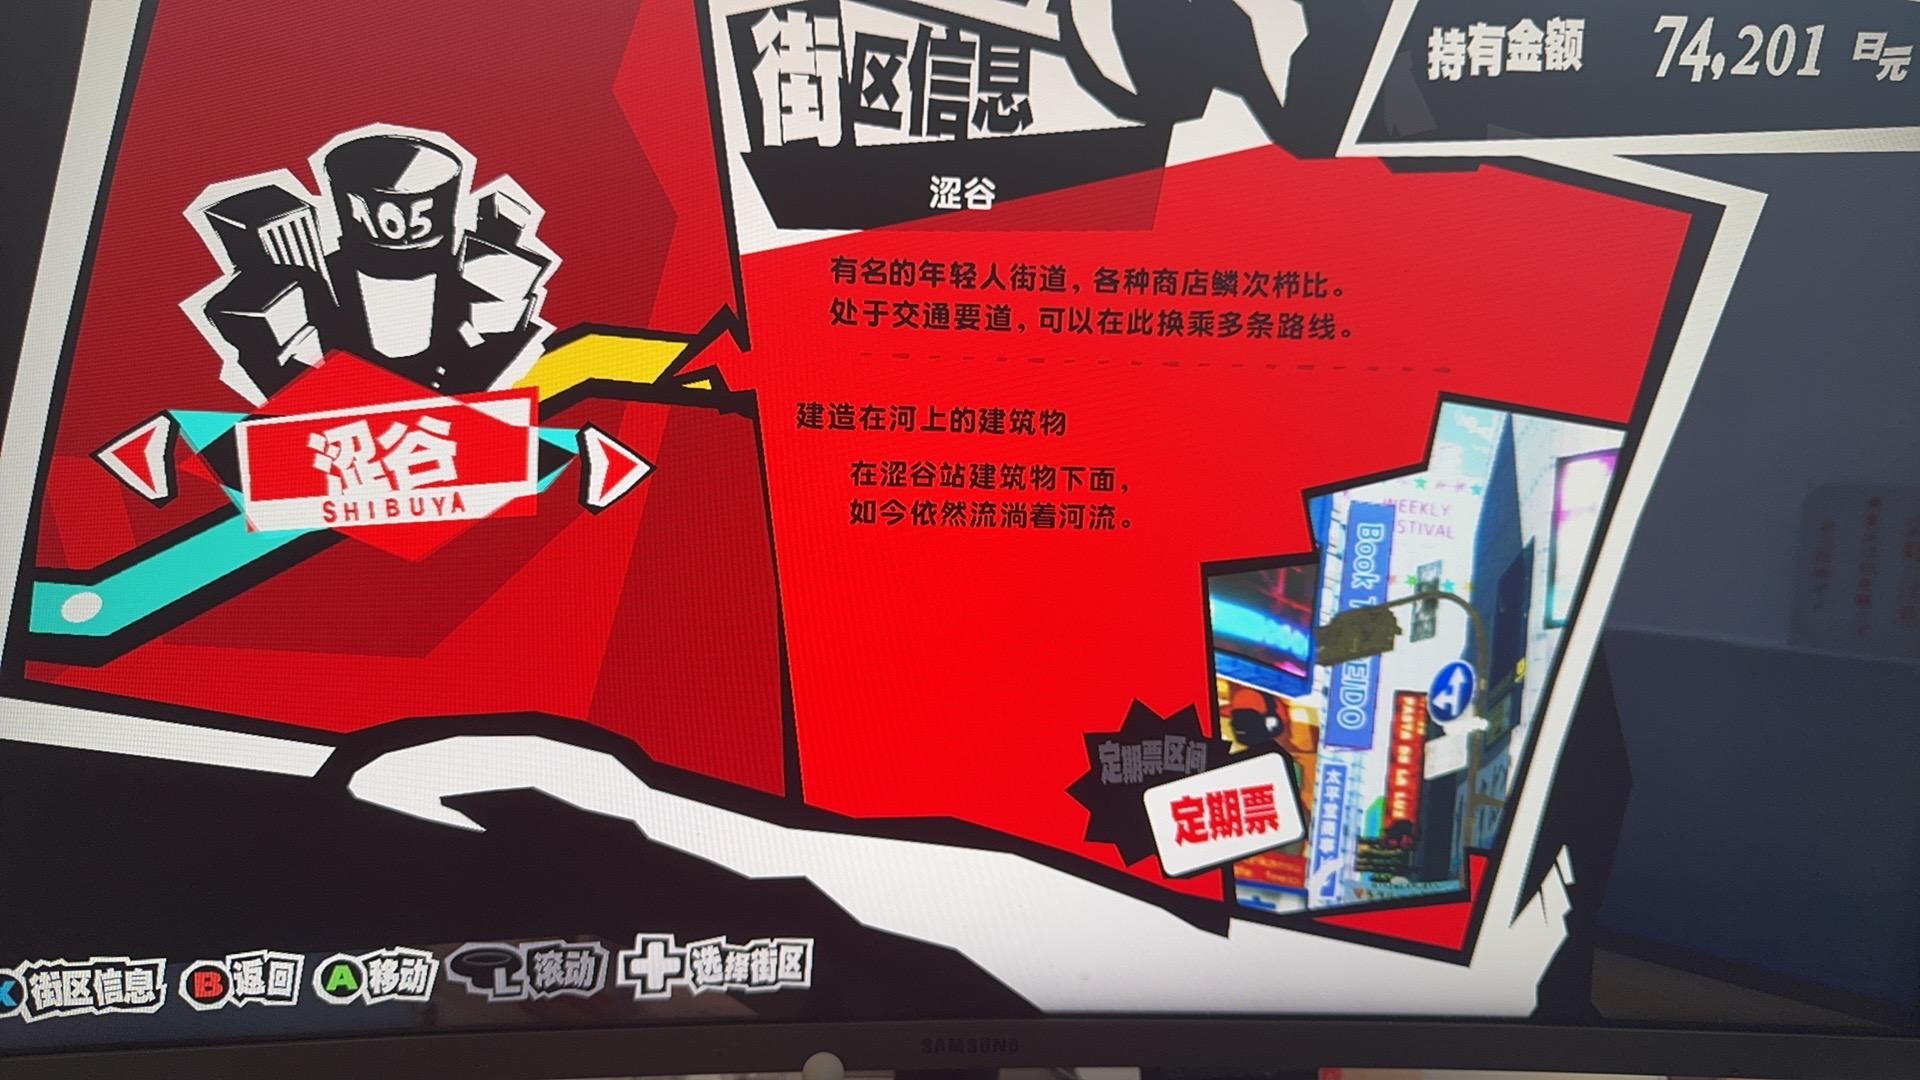 街区信息
持有金额 74,201 日元
涩谷
有名的年轻人街道，各种商店鳞次栉比。
处于交通要道，可以在此换乘多条路线。
建造在河上的建筑物
在涩谷站建筑物下面，
如今依然流淌着河流。
105
涩谷
SHIBUYA
WEEKLY
定期票区间
定期票
X 街区信息 B 返回 A 移动 L 滚动 选择街区
SAMSUNG